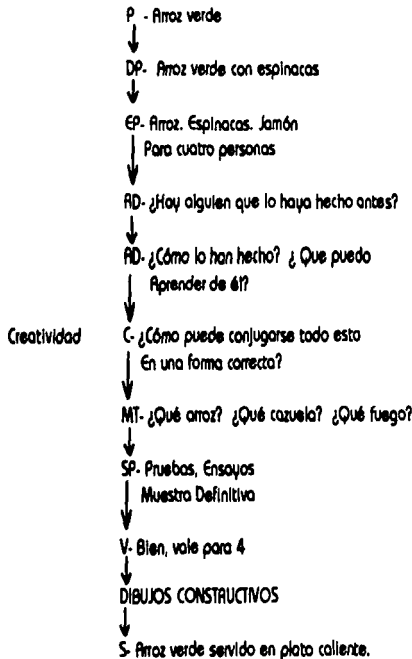 P - Arroz verde
DP- Arroz verde con espinacas
EP- Arroz. Espinacas. Jamón
Para cuatro personas
RD- ¿Hay alguien que lo haya hecho antes?
AD- ¿Cómo lo han hecho? ¿ Que puedo
Aprender de él?
Creatividad C- ¿Cómo puede conjugarse todo esto
En una forma correcta?
MT- ¿Qué arroz? ¿Qué cazuela? ¿Qué fuego?
SP- Pruebas, Ensayos
Muestra Definitiva
V- Bien, vale para 4
DIBUJOS CONSTRUCTIVOS
S- Arroz verde servido en plato caliente.